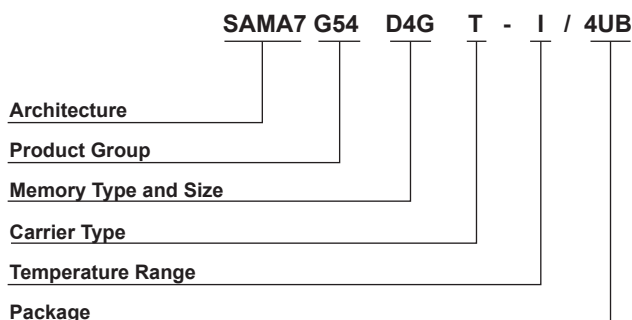 SAMA7 G54 D4G T - I / 4UB
Architecture
Product Group
Memory Type and Size
Carrier Type
Temperature Range
Package